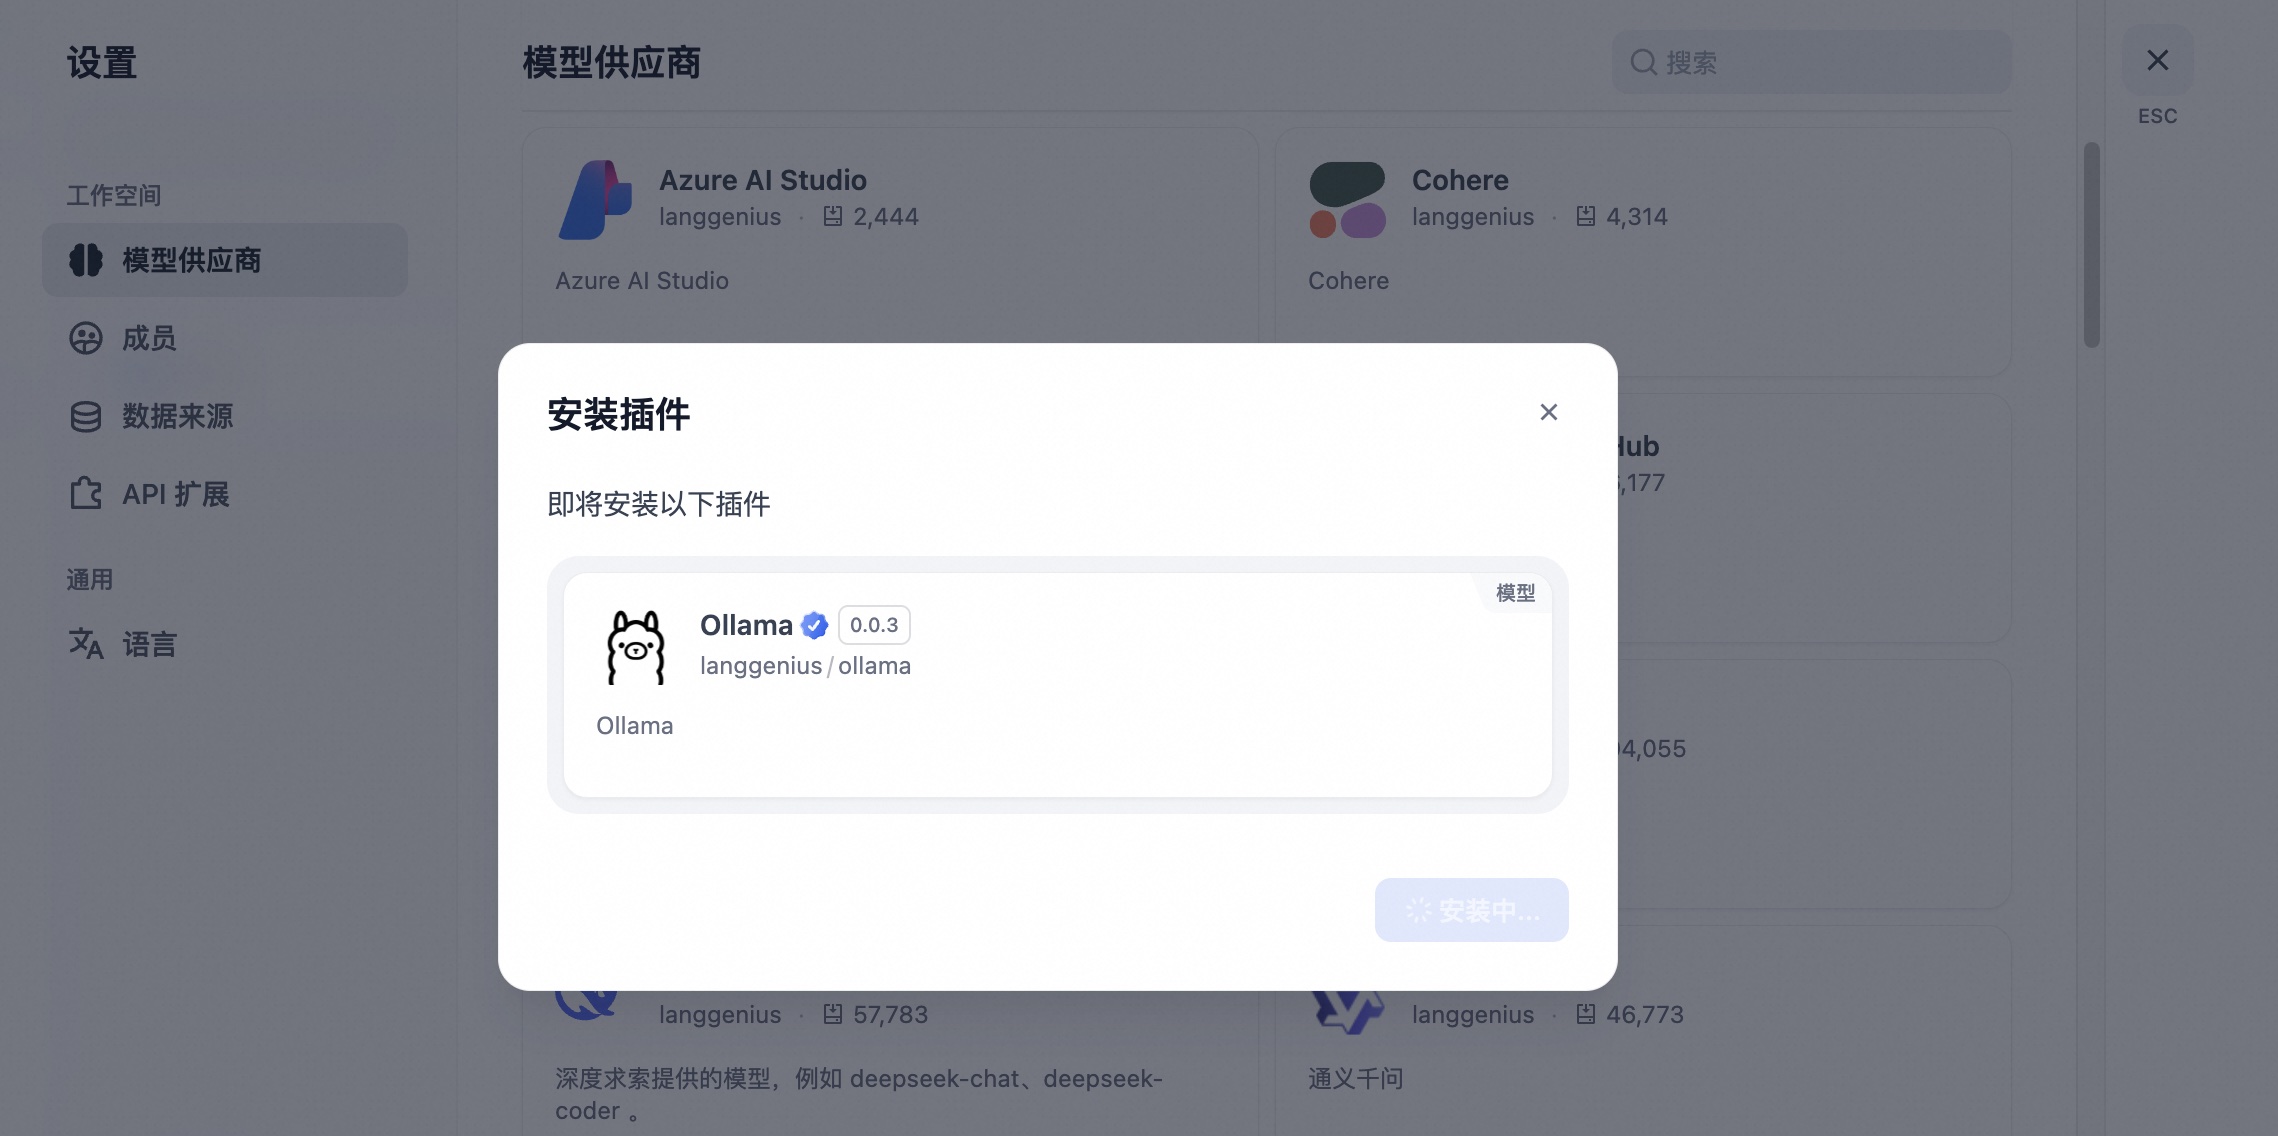 设置
工作空间
模型供应商
成员
数据来源
API 扩展
通用
语言
模型供应商
搜索
ESC
Azure AI Studio
langgenius · 2,444
Azure AI Studio
Cohere
langgenius · 4,314
Cohere
Hub
,177
安装插件
即将安装以下插件
模型
Ollama 0.0.3
langgenius / ollama
Ollama
安装中...
4,055
langgenius · 57,783
深度求索提供的模型，例如 deepseek-chat、deepseek-
coder 。
langgenius · 46,773
通义千问